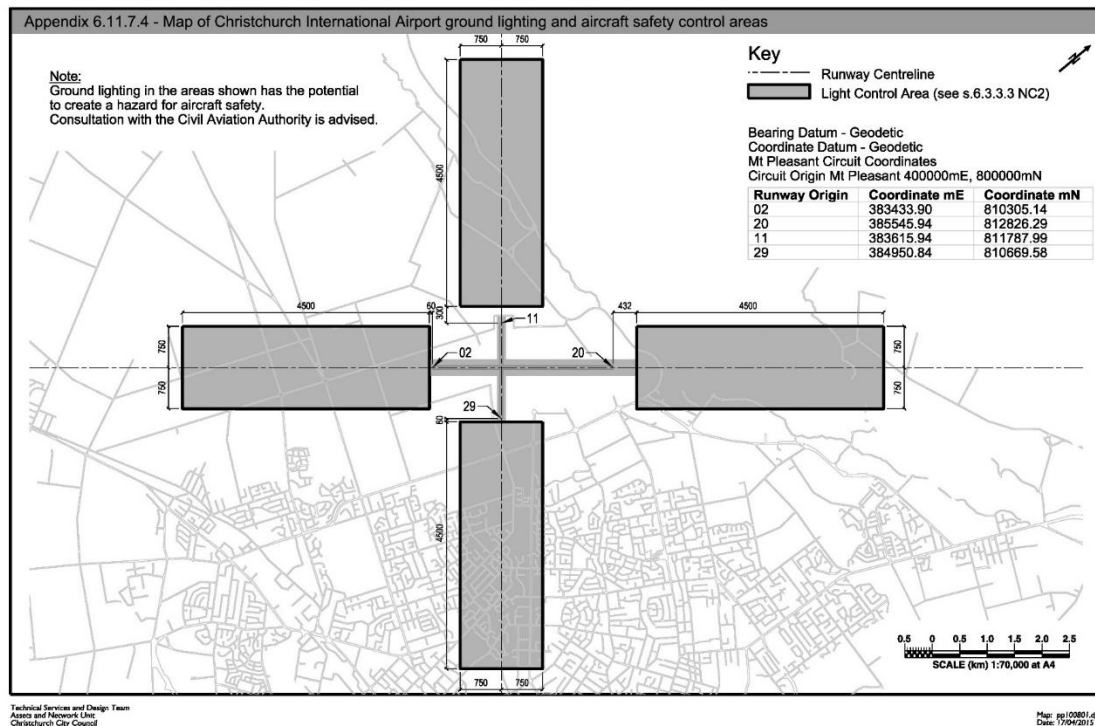 Appendix 6.11.7.4 - Map of Christchurch International Airport ground lighting and aircraft safety control areas
750 750
Note:
Ground lighting in the areas shown has the potential
to create a hazard for aircraft safety.
Consultation with the Civil Aviation Authority is advised.
4500
Key
Runway Centreline
Light Control Area (see s.6.3.3.3 NC2)
Bearing Datum - Geodetic
Coordinate Datum - Geodetic
Mt Pleasant Circuit Coordinates
Circuit Origin Mt Pleasant 400000mE, 800000mN
Runway Origin Coordinate mE Coordinate mN
02 383433.90 810305.14
20 385545.94 812826.29
11 383615.94 811787.99
29 384950.84 810669.58
4500 60 300 432 4500
11
750 750
02 20
750 750
29
60
4500
750 750
0.5 0 0.5 1.0 1.5 2.0 2.5
SCALE (km) 1:70,000 at A4
Technical Services and Design Team
Assets and Network Unit
Christchurch City Council
Map: pp100801.d
Date: 17/04/2015